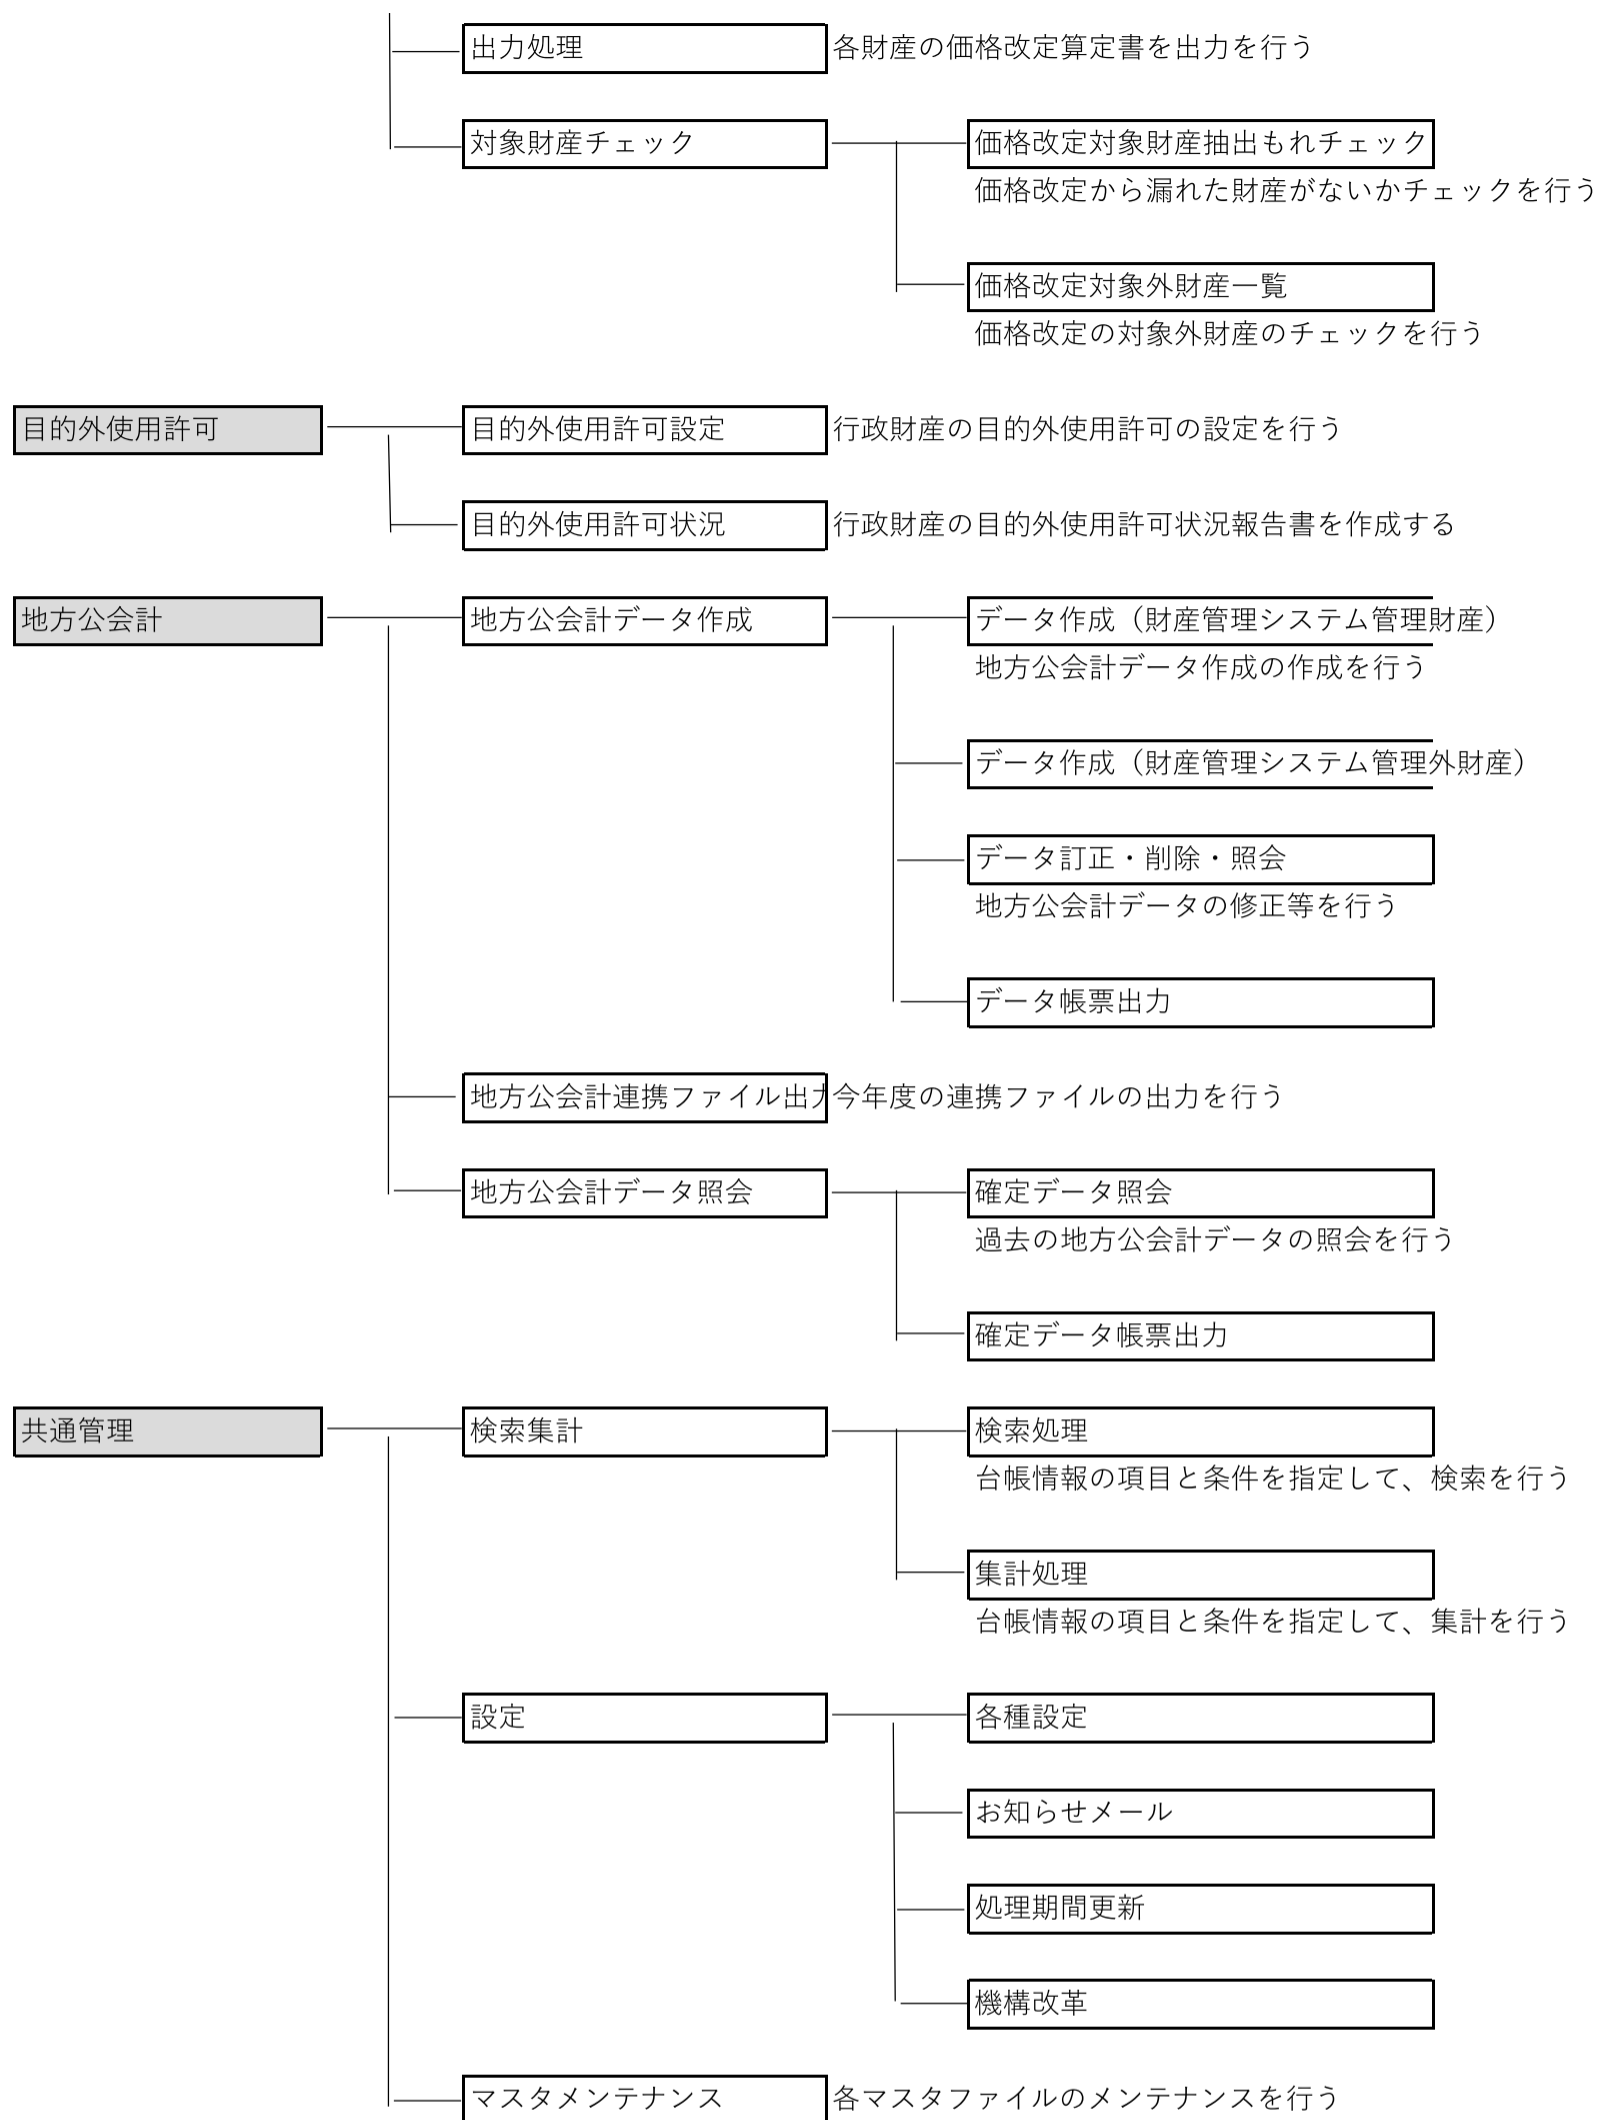 出力処理 各財産の価格改定算定書を出力を行う
対象財産チェック 価格改定対象財産抽出もれチェック
価格改定から漏れた財産がないかチェックを行う
価格改定対象外財産一覧
価格改定の対象外財産のチェックを行う
目的外使用許可 目的外使用許可設定 行政財産の目的外使用許可の設定を行う
目的外使用許可状況 行政財産の目的外使用許可状況報告書を作成する
地方公会計 地方公会計データ作成 データ作成（財産管理システム管理財産）
地方公会計データ作成の作成を行う
データ作成（財産管理システム管理外財産）
データ訂正・削除・照会
地方公会計データの修正等を行う
データ帳票出力
地方公会計連携ファイル出力 今年度の連携ファイルの出力を行う
地方公会計データ照会 確定データ照会
過去の地方公会計データの照会を行う
確定データ帳票出力
共通管理 検索集計 検索処理
台帳情報の項目と条件を指定して、検索を行う
集計処理
台帳情報の項目と条件を指定して、集計を行う
設定 各種設定
お知らせメール
処理期間更新
機構改革
マスタメンテナンス 各マスタファイルのメンテナンスを行う